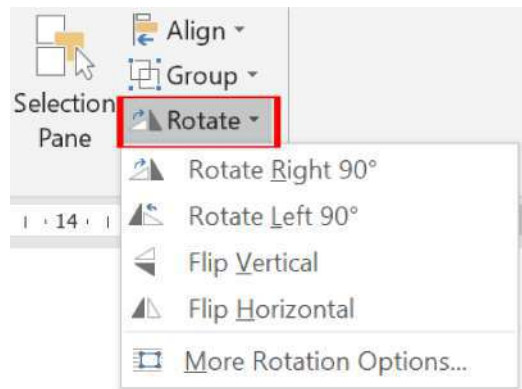 Align
Group
Selection
Pane
Rotate
Rotate Right 90°
14
Rotate Left 90°
Flip Vertical
Flip Horizontal
More Rotation Options...